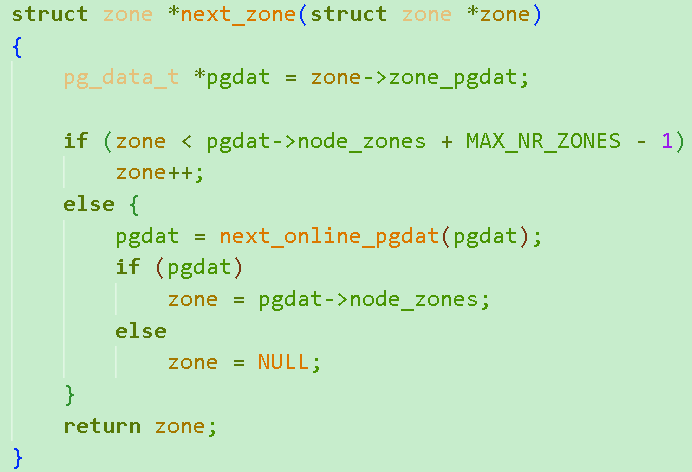 struct zone *next_zone(struct zone *zone)
{
    pg_data_t *pgdat = zone->zone_pgdat;

    if (zone < pgdat->node_zones + MAX_NR_ZONES - 1)
        zone++;
    else {
        pgdat = next_online_pgdat(pgdat);
        if (pgdat)
            zone = pgdat->node_zones;
        else
            zone = NULL;
    }
    return zone;
}